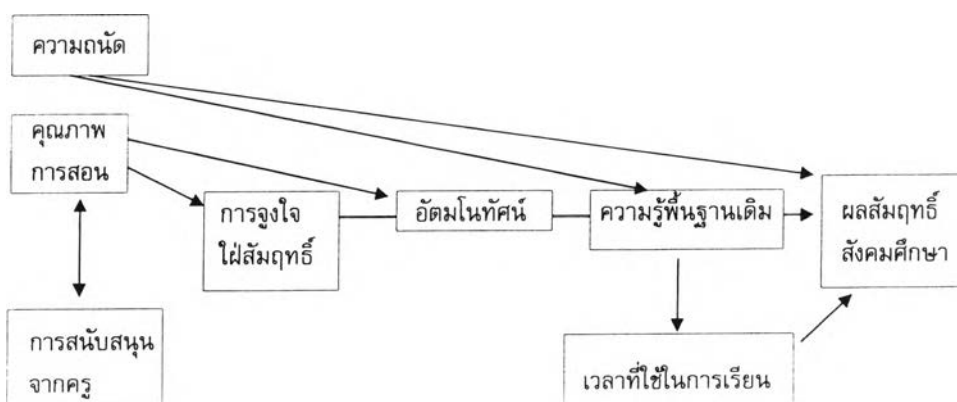 ความถนัด
คุณภาพ
การสอน
การจูงใจ
ใฝ่สัมฤทธิ์
อัตมโนทัศน์
ความรู้พื้นฐานเดิม
ผลสัมฤทธิ์
สังคมศึกษา
การสนับสนุน
จากครู
เวลาที่ใช้ในการเรียน